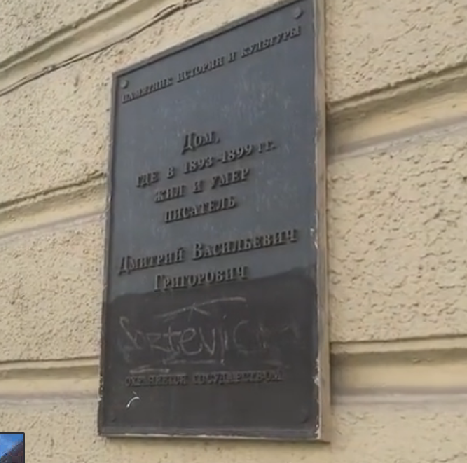 Памятник истории и культуры
Дом,
где в 1893-1899 гг.
жил и умер
писатель
Дмитрий Васильевич
Григорович
охраняется государством